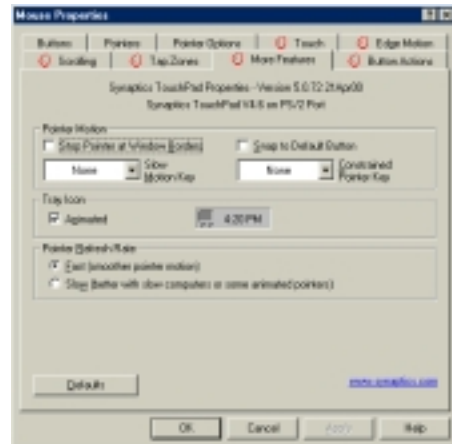 Mouse Properties
Buttons Pointers Pointer Options Touch Edge Motion
Scrolling Tap Zones More Features Button Actions
Synaptics TouchPad Properties - Version 5.0.72 21Apr00
Synaptics TouchPad V4.6 on PS/2 Port
Pointer Motion
Stop Pointer at Window Borders Snap to Default Button
None Slow Motion Key None Constrained Pointer Key
Tray Icon
Animated 4:20 PM
Pointer Refresh Rate
Fast (smoother pointer motion)
Slow (better with slow computers or some animated pointers)
Defaults www.synaptics.com
OK Cancel Apply Help